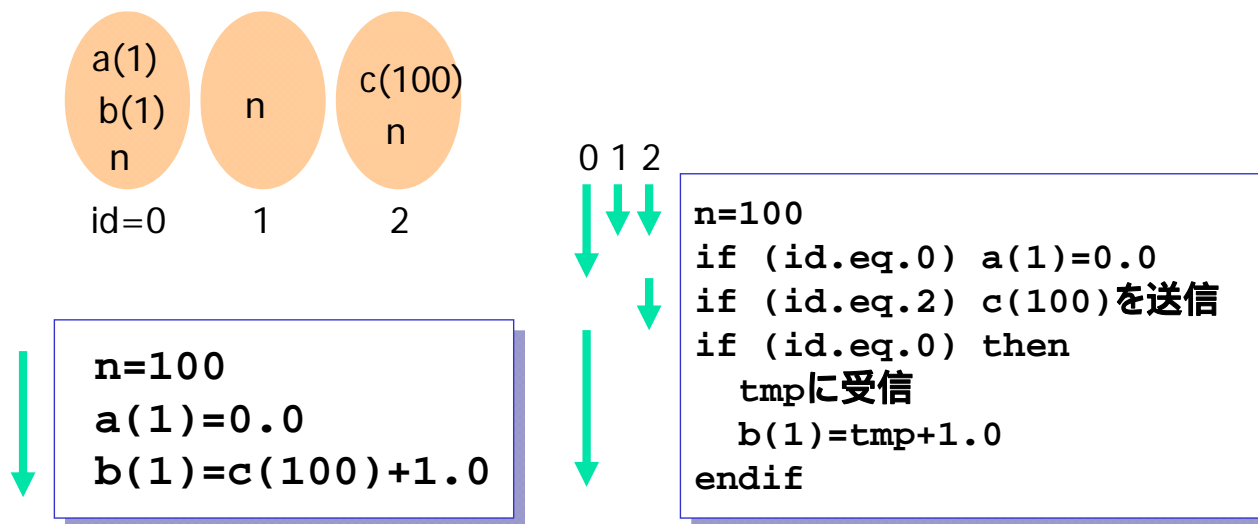 a(1)
b(1)
n
n
c(100)
n
id=0 1 2
n=100
a(1)=0.0
b(1)=c(100)+1.0
0 1 2
n=100
if (id.eq.0) a(1)=0.0
if (id.eq.2) c(100)を送信
if (id.eq.0) then
tmpに受信
b(1)=tmp+1.0
endif